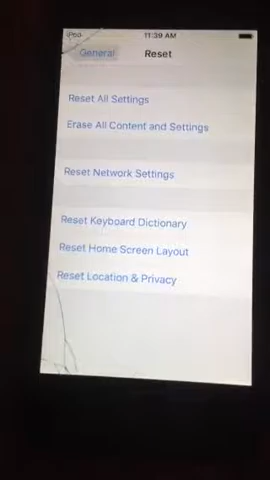 iPod 11:39 AM
General Reset
Reset All Settings
Erase All Content and Settings
Reset Network Settings
Reset Keyboard Dictionary
Reset Home Screen Layout
Reset Location & Privacy